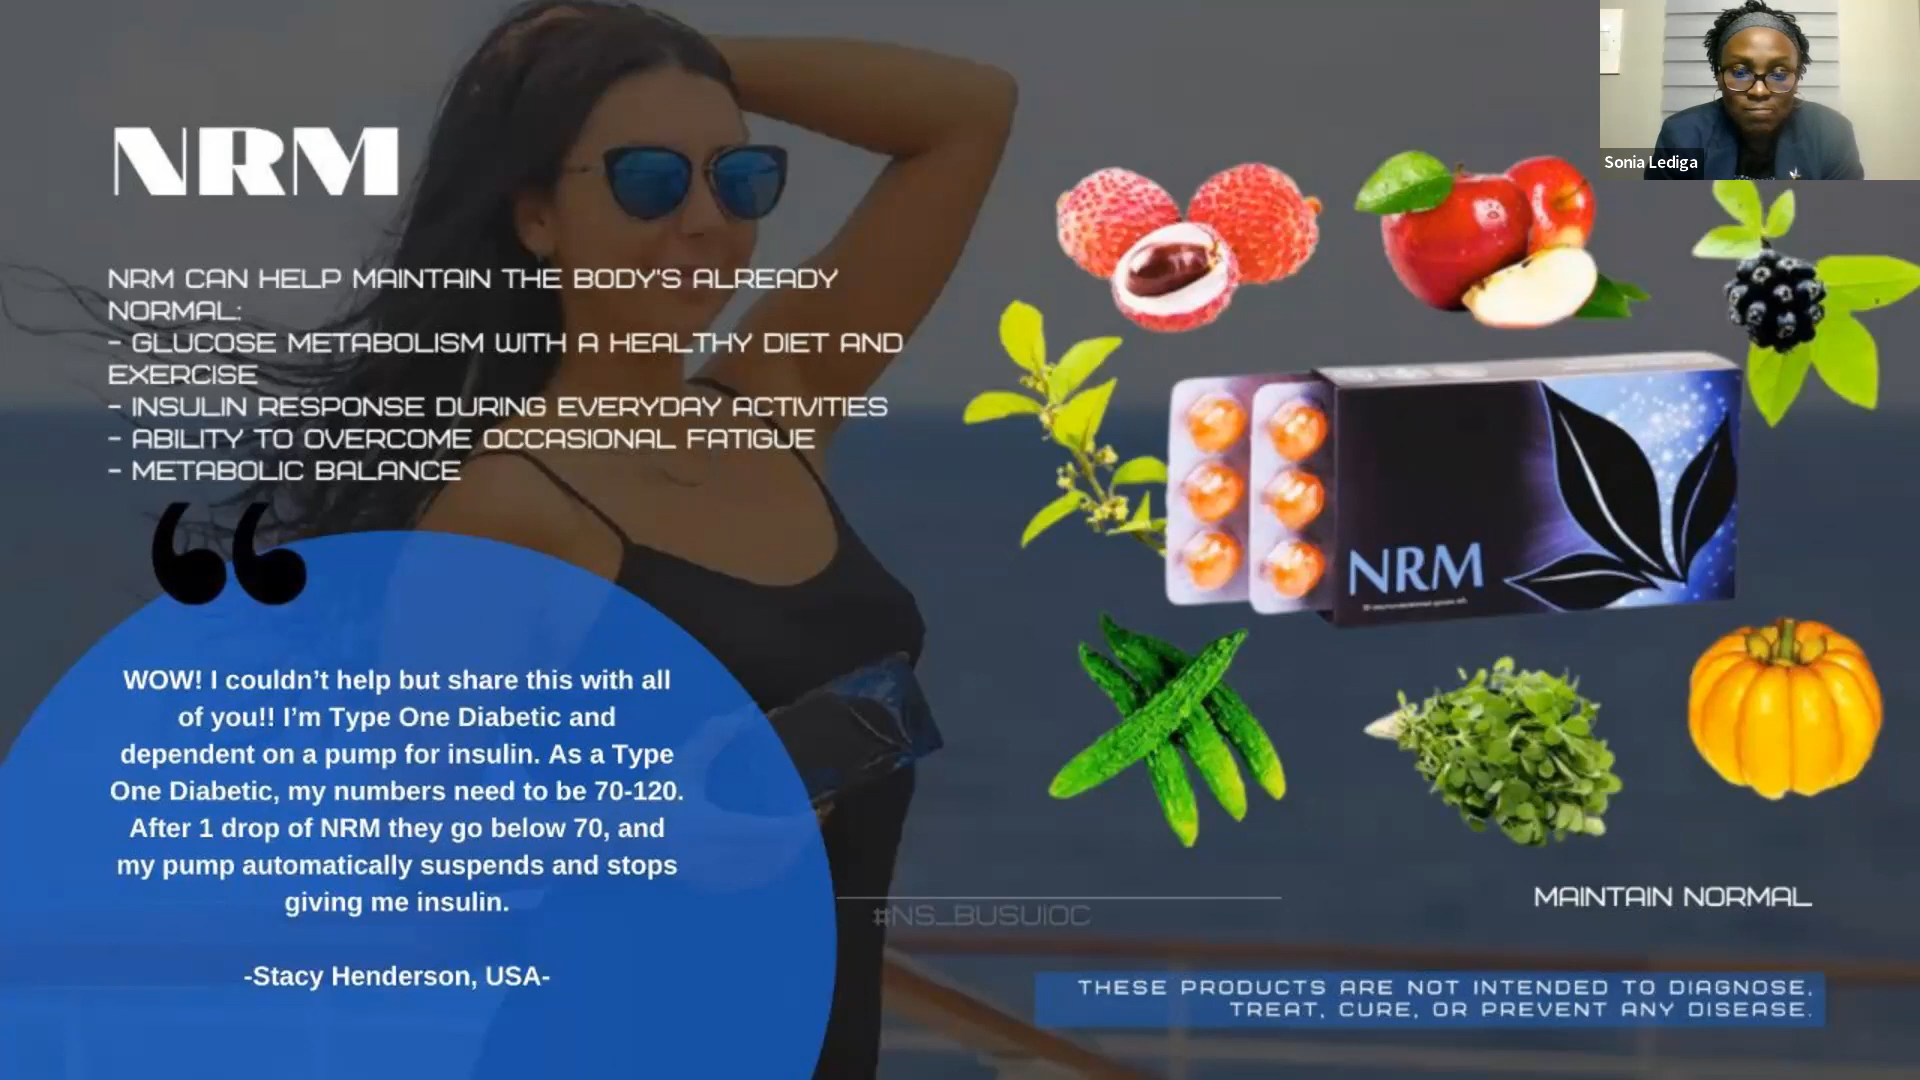 Sonia Lediga
NRM
NRM CAN HELP MAINTAIN THE BODY'S ALREADY
NORMAL:
- GLUCOSE METABOLISM WITH A HEALTHY DIET AND
EXERCISE
- INSULIN RESPONSE DURING EVERYDAY ACTIVITIES
- ABILITY TO OVERCOME OCCASIONAL FATIGUE
- METABOLIC BALANCE
“
WOW! I couldn’t help but share this with all
of you!! I’m Type One Diabetic and
dependent on a pump for insulin. As a Type
One Diabetic, my numbers need to be 70-120.
After 1 drop of NRM they go below 70, and
my pump automatically suspends and stops
giving me insulin.
-Stacy Henderson, USA-
NRM
#NS_BUSUIOC
MAINTAIN NORMAL
THESE PRODUCTS ARE NOT INTENDED TO DIAGNOSE,
TREAT, CURE, OR PREVENT ANY DISEASE.